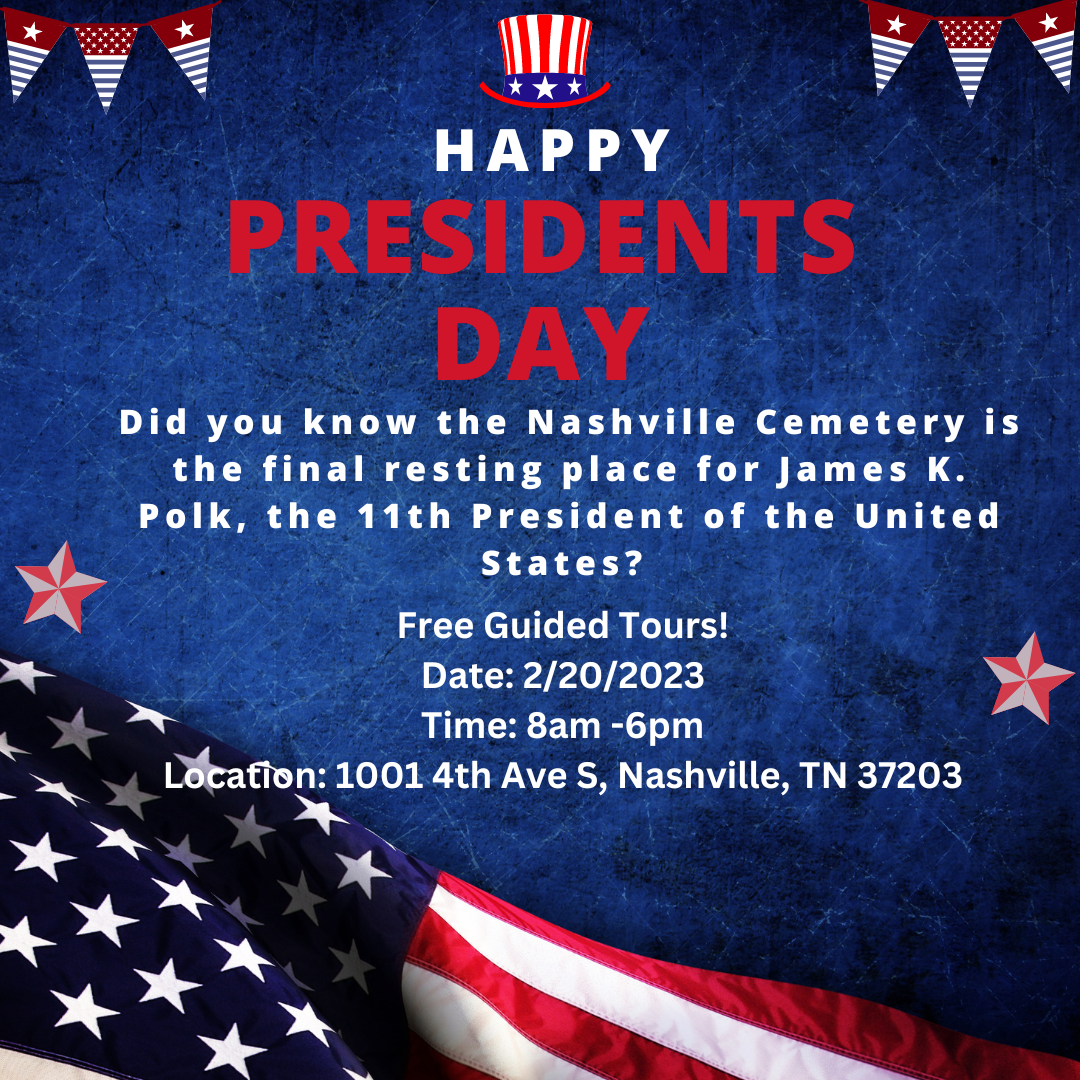 HAPPY
PRESIDENTS
DAY
Did you know the Nashville Cemetery is
the final resting place for James K.
Polk, the 11th President of the United
States?
Free Guided Tours!
Date: 2/20/2023
Time: 8am -6pm
Location: 1001 4th Ave S, Nashville, TN 37203